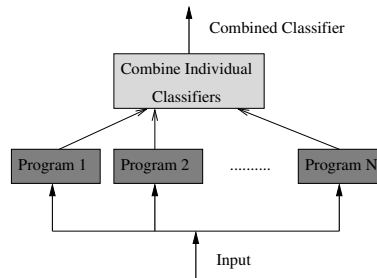 Combined Classifier
Combine Individual
Classifiers
Program 1 Program 2 .......... Program N
Input